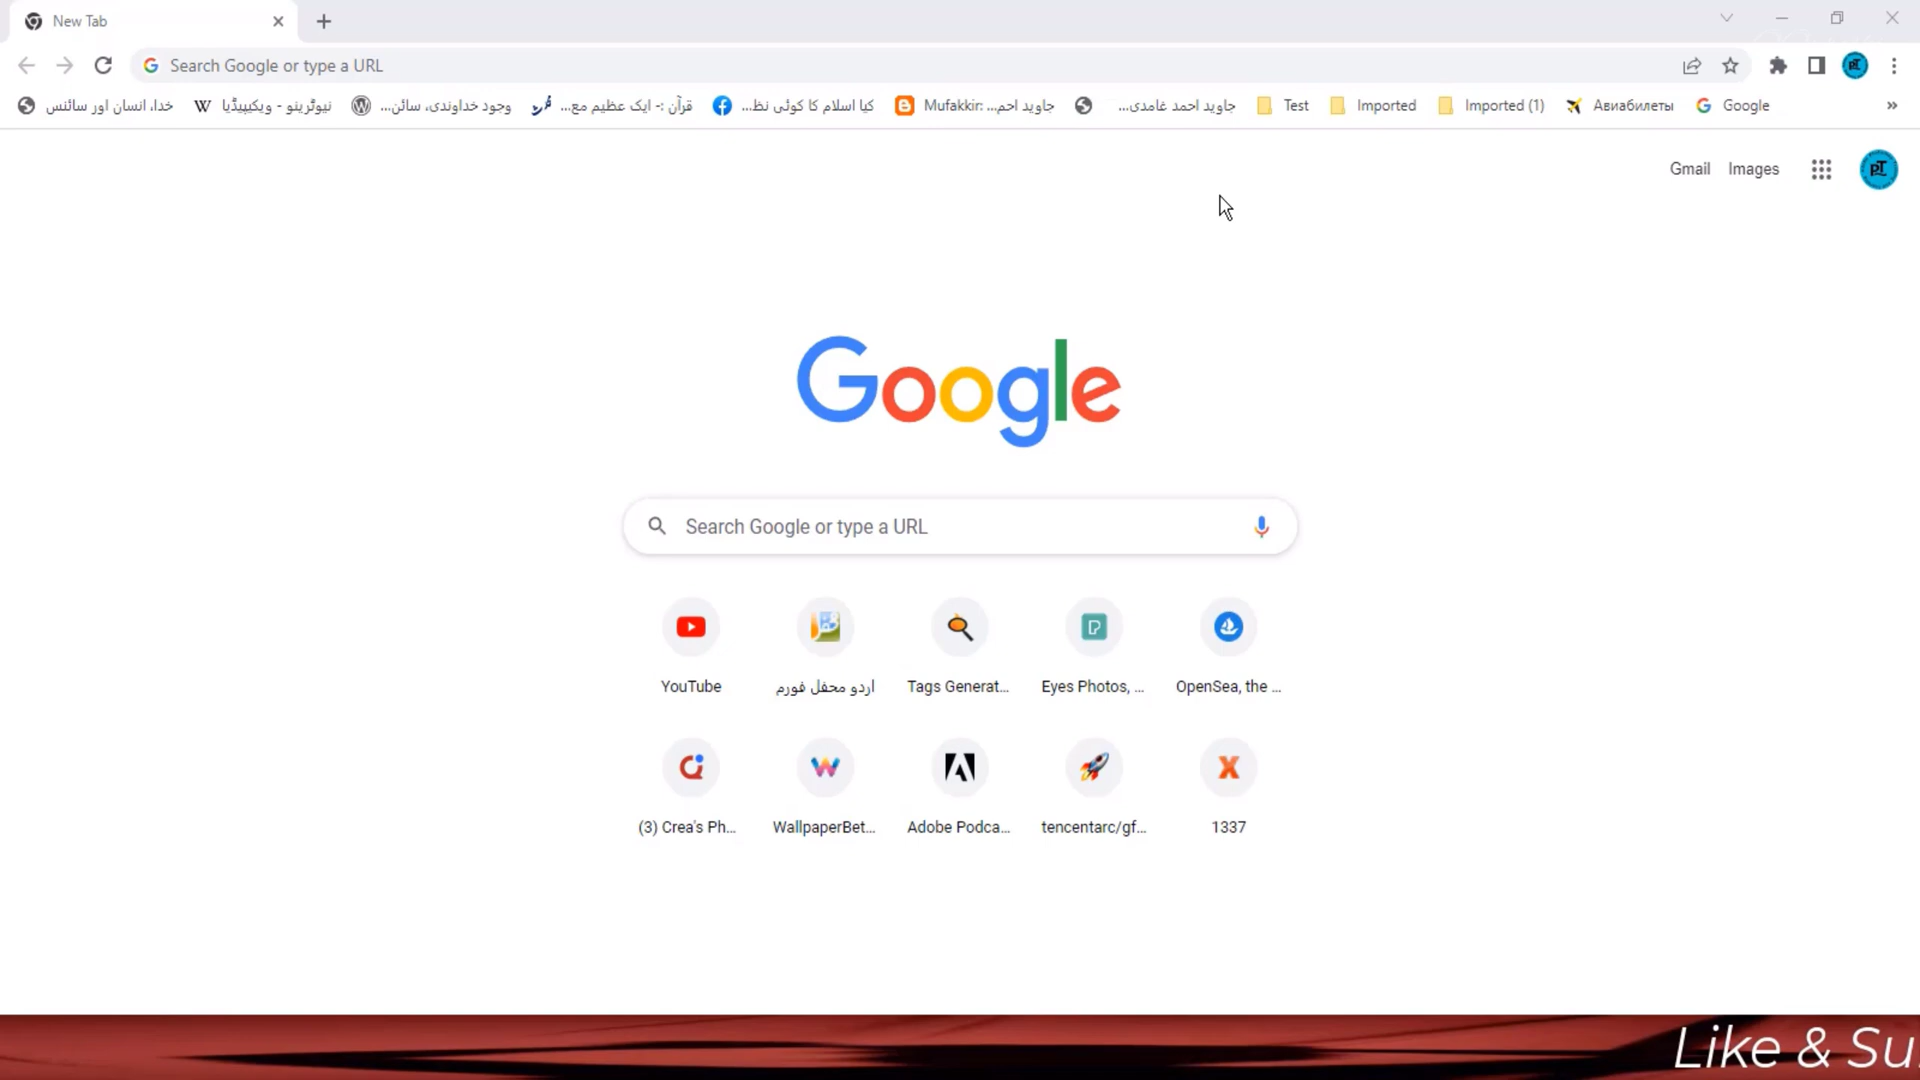 New Tab
Search Google or type a URL
خدا، انسان اور سائنس
نیوٹرینو - ویکیپیڈیا
وجود خداوندی، سائن...
قرآن :- ایک عظیم مع...
کیا اسلام کا کوئی نظ...
Mufakkir: جاوید احم...
جاوید احمد غامدی...
Test
Imported
Imported (1)
Авиабилеты
Google
»
Gmail Images
Google
Search Google or type a URL
YouTube
اردو محفل فورم
Tags Generat...
Eyes Photos, ...
OpenSea, the ...
(3) Crea's Ph...
WallpaperBet...
Adobe Podca...
tencentarc/gf...
1337
Like & Su